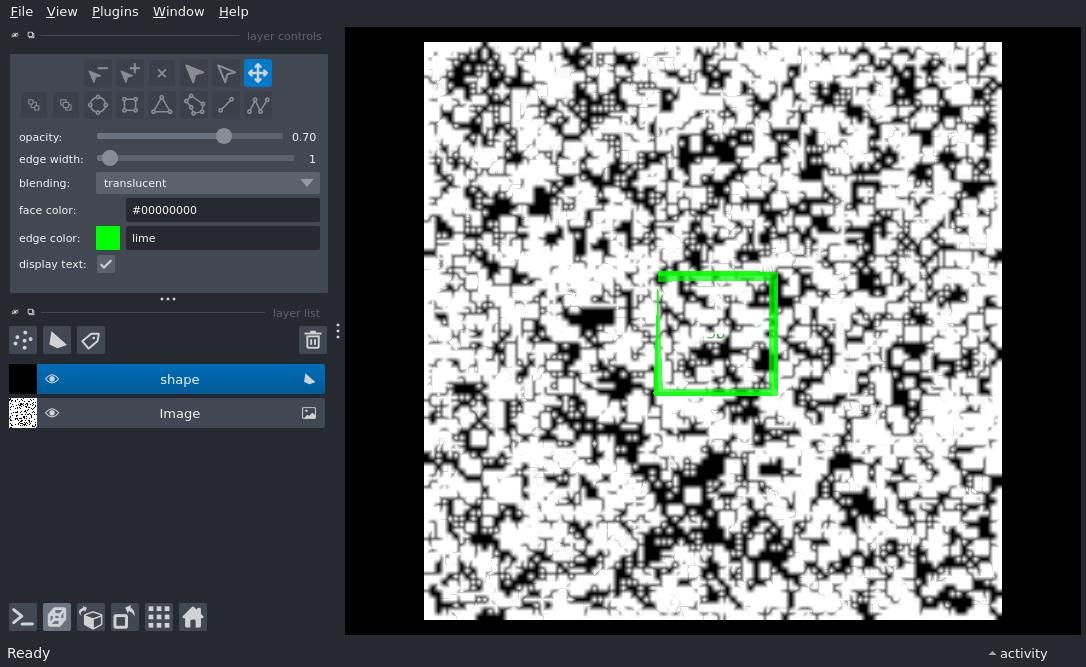 File View Plugins Window Help
layer controls
opacity: 0.70
edge width: 1
blending: translucent
face color: #00000000
edge color: lime
display text:
layer list
shape
Image
Ready
activity